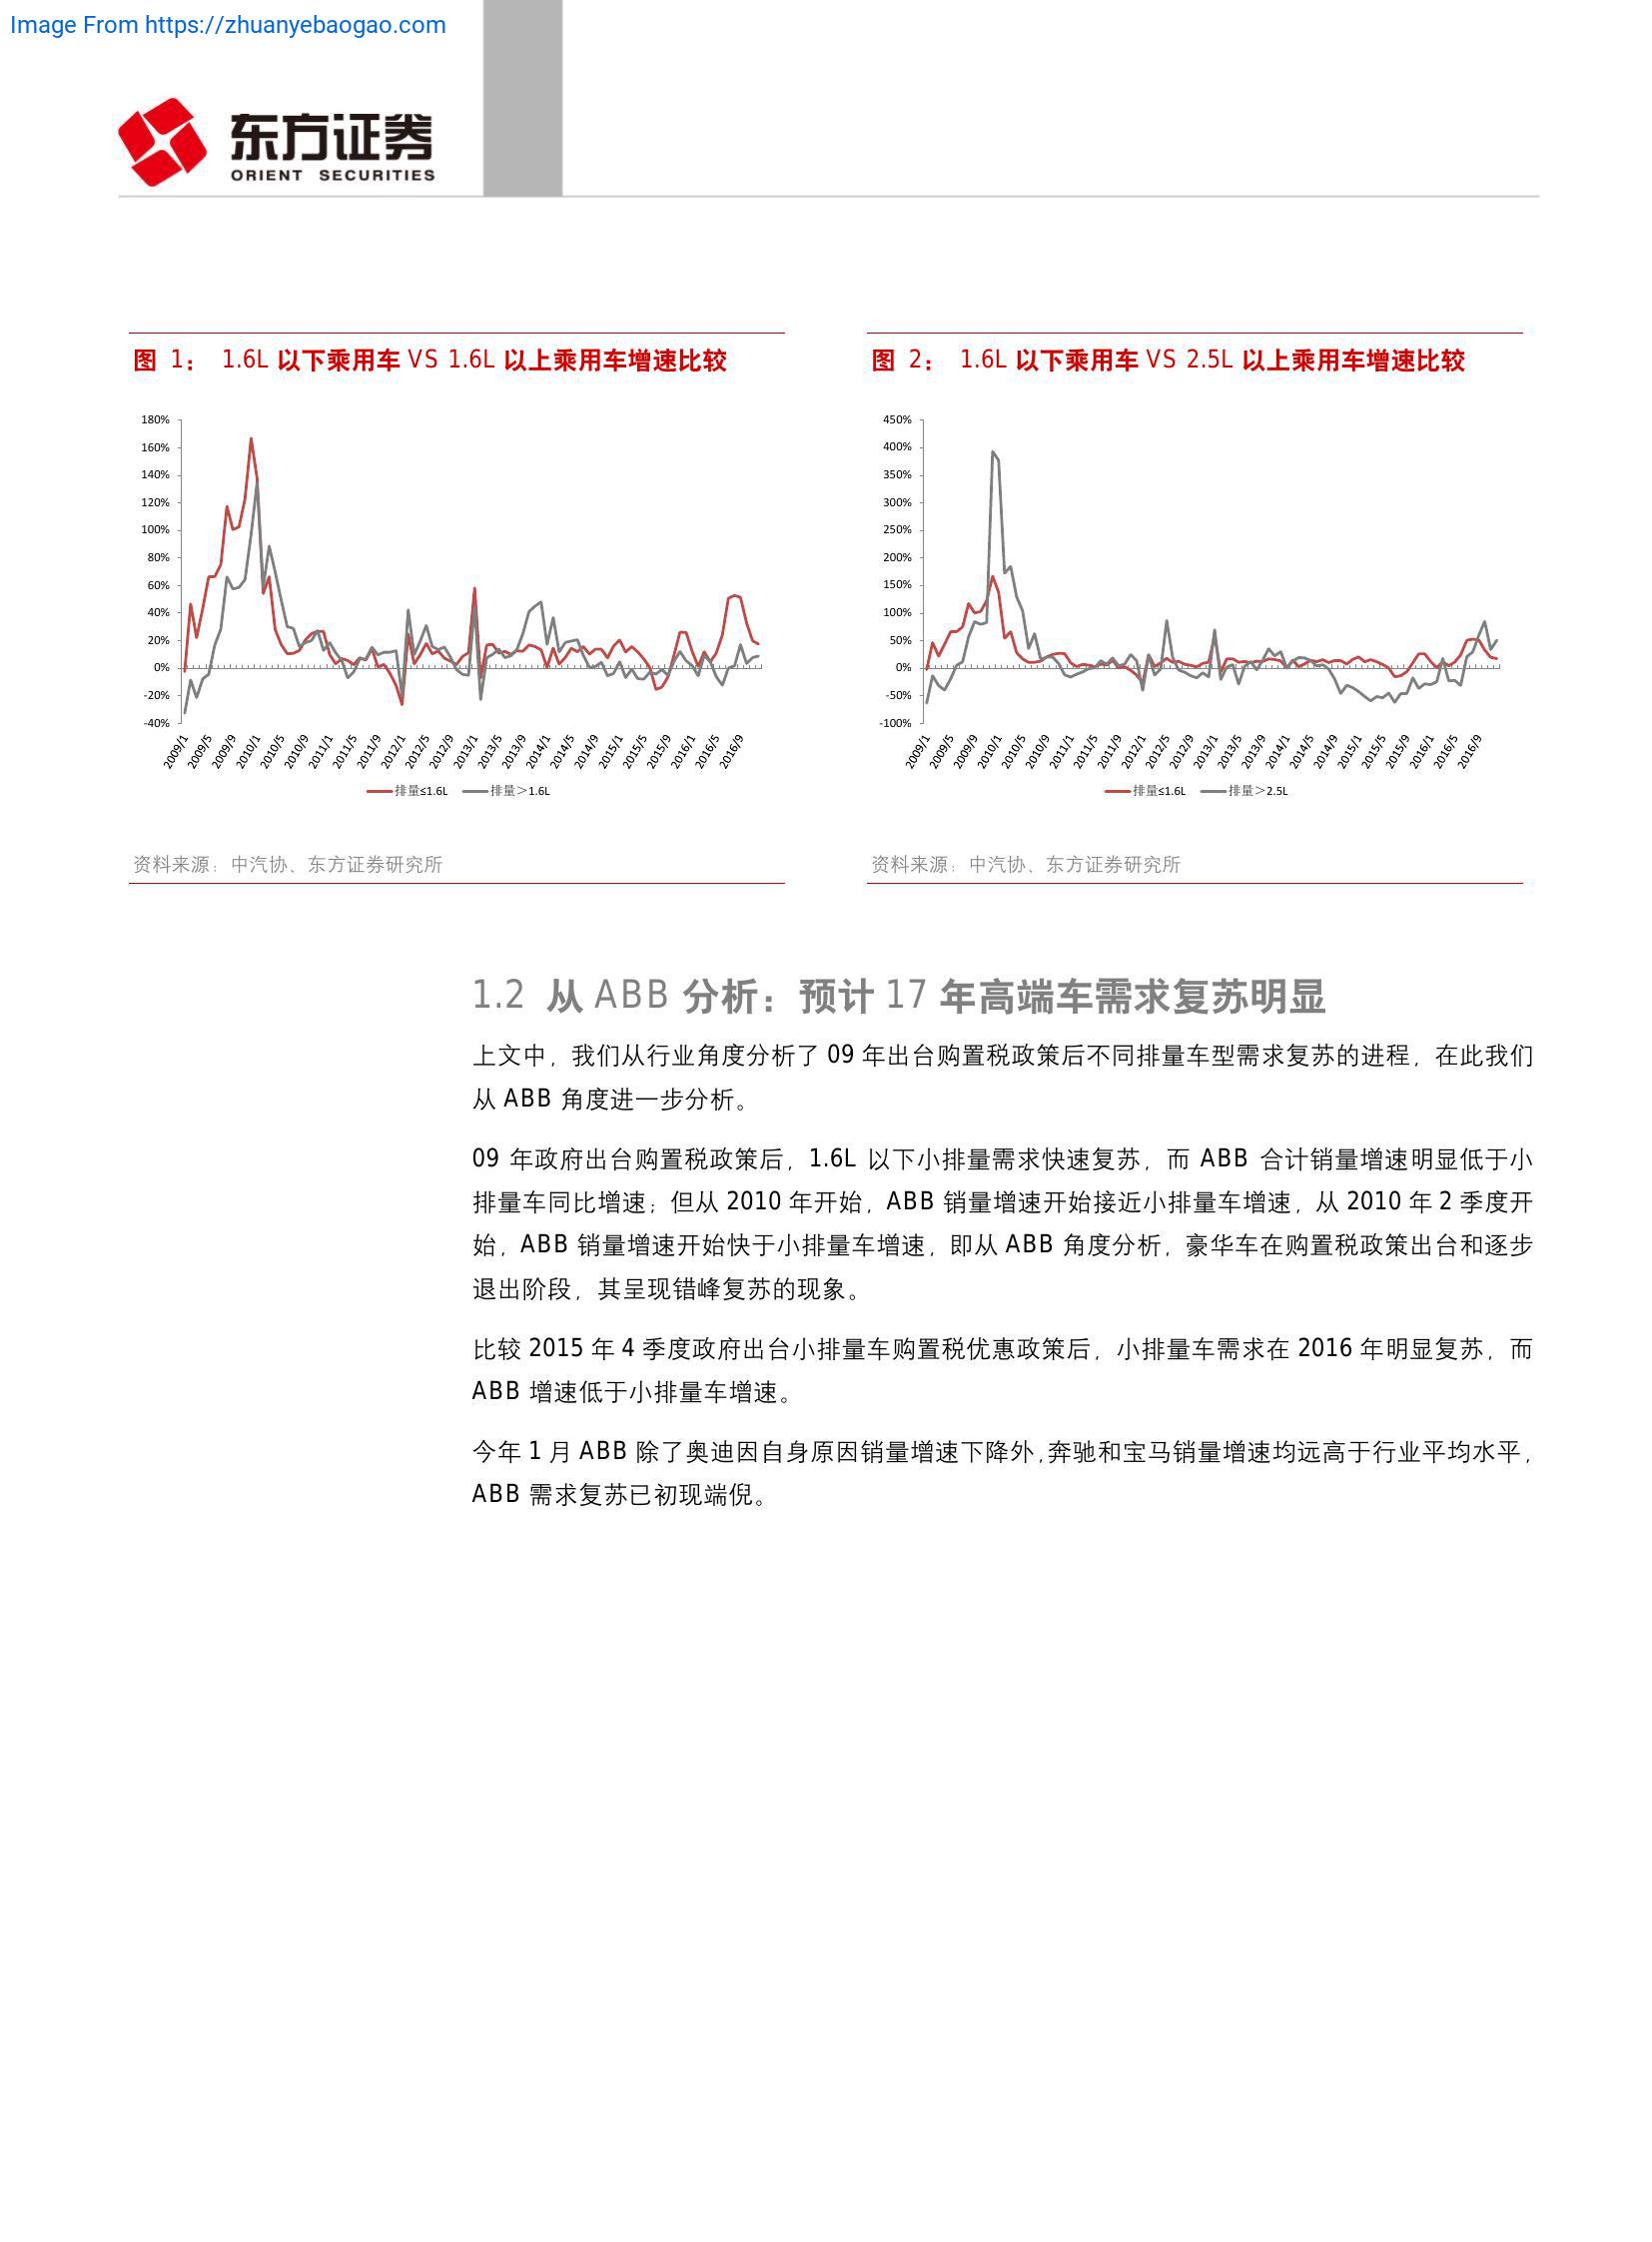 Image From https://zhuanyebaogao.com
东方证券
ORIENT SECURITIES
图 1： 1.6L 以下乘用车 VS 1.6L 以上乘用车增速比较
180%
160%
140%
120%
100%
80%
60%
40%
20%
0%
-20%
-40%
2009/1 2009/5 2009/9 2010/1 2010/5 2010/9 2011/1 2011/5 2011/9 2012/1 2012/5 2012/9 2013/1 2013/5 2013/9 2014/1 2014/5 2014/9 2015/1 2015/5 2015/9 2016/1 2016/5 2016/9
排量≤1.6L 排量＞1.6L
资料来源：中汽协、东方证券研究所
图 2： 1.6L 以下乘用车 VS 2.5L 以上乘用车增速比较
450%
400%
350%
300%
250%
200%
150%
100%
50%
0%
-50%
-100%
2009/1 2009/5 2009/9 2010/1 2010/5 2010/9 2011/1 2011/5 2011/9 2012/1 2012/5 2012/9 2013/1 2013/5 2013/9 2014/1 2014/5 2014/9 2015/1 2015/5 2015/9 2016/1 2016/5 2016/9
排量≤1.6L 排量＞2.5L
资料来源：中汽协、东方证券研究所
1.2 从 ABB 分析：预计 17 年高端车需求复苏明显
上文中，我们从行业角度分析了 09 年出台购置税政策后不同排量车型需求复苏的进程，在此我们
从 ABB 角度进一步分析。
09 年政府出台购置税政策后，1.6L 以下小排量需求快速复苏，而 ABB 合计销量增速明显低于小
排量车同比增速；但从 2010 年开始，ABB 销量增速开始接近小排量车增速，从 2010 年 2 季度开
始，ABB 销量增速开始快于小排量车增速，即从 ABB 角度分析，豪华车在购置税政策出台和逐步
退出阶段，其呈现错峰复苏的现象。
比较 2015 年 4 季度政府出台小排量车购置税优惠政策后，小排量车需求在 2016 年明显复苏，而
ABB 增速低于小排量车增速。
今年 1 月 ABB 除了奥迪因自身原因销量增速下降外,奔驰和宝马销量增速均远高于行业平均水平，
ABB 需求复苏已初现端倪。